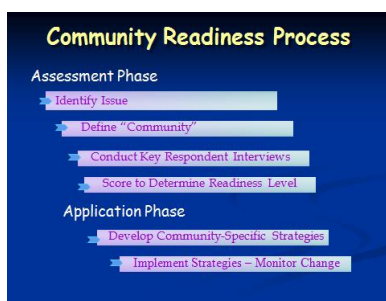 Community Readiness Process
Assessment Phase
Identify Issue
Define “Community”
Conduct Key Respondent Interviews
Score to Determine Readiness Level
Application Phase
Develop Community-Specific Strategies
Implement Strategies – Monitor Change